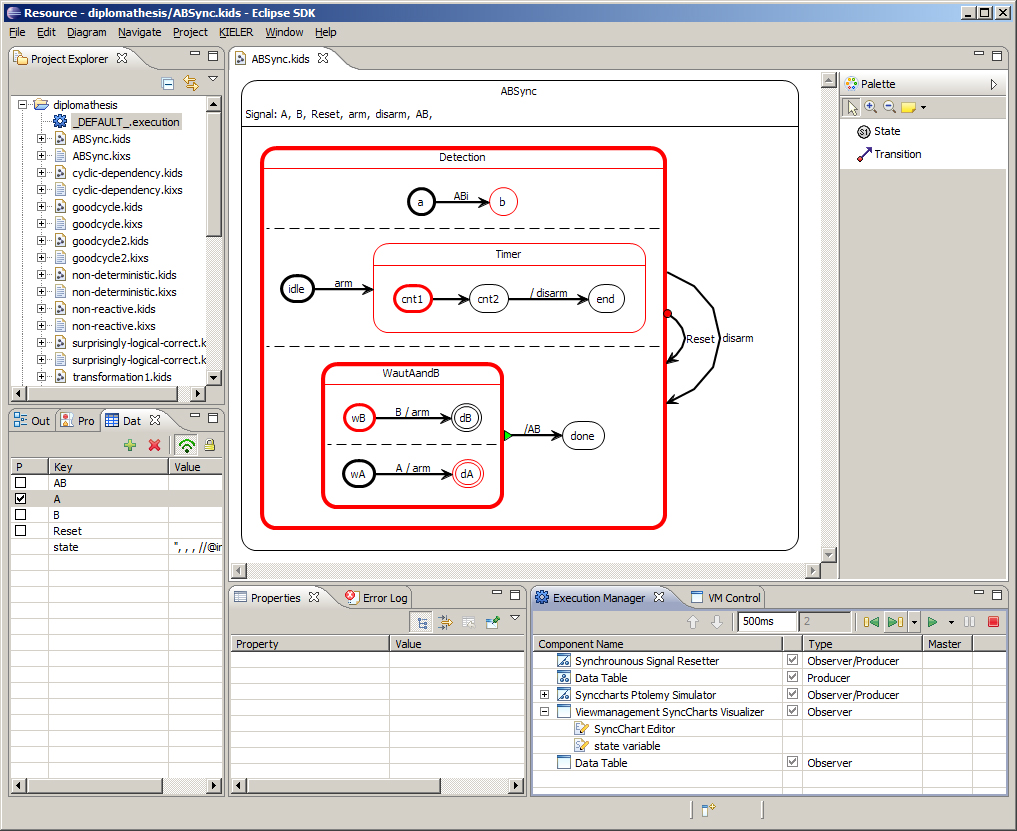 Resource - diplomathesis/ABSync.kids - Eclipse SDK
File Edit Diagram Navigate Project KIELER Window Help
Project Explorer
diplomathesis
_DEFAULT_.execution
ABSync.kids
ABSync.kixs
cyclic-dependency.kids
cyclic-dependency.kixs
goodcycle.kids
goodcycle.kixs
goodcycle2.kids
goodcycle2.kixs
non-deterministic.kids
non-deterministic.kixs
non-reactive.kids
non-reactive.kixs
surprisingly-logical-correct.k
surprisingly-logical-correct.k
transformation1.kids
ABSync.kids
ABSync
Signal: A, B, Reset, arm, disarm, AB,
Detection
a ABi b
Timer
idle arm
cnt1 cnt2 / disarm end
Reset disarm
WautAandB
wB B / arm dB
/AB done
wA A / arm dA
Palette
S1 State
Transition
Out Pro Dat
P Key Value
AB
A
B
Reset
state ", , , //@in
Properties Error Log
Property Value
Execution Manager VM Control
500ms 2
Component Name Type Master
Synchrounous Signal Resetter Observer/Producer
Data Table Producer
Synccharts Ptolemy Simulator Observer/Producer
Viewmanagement SyncCharts Visualizer Observer
SyncChart Editor
state variable
Data Table Observer